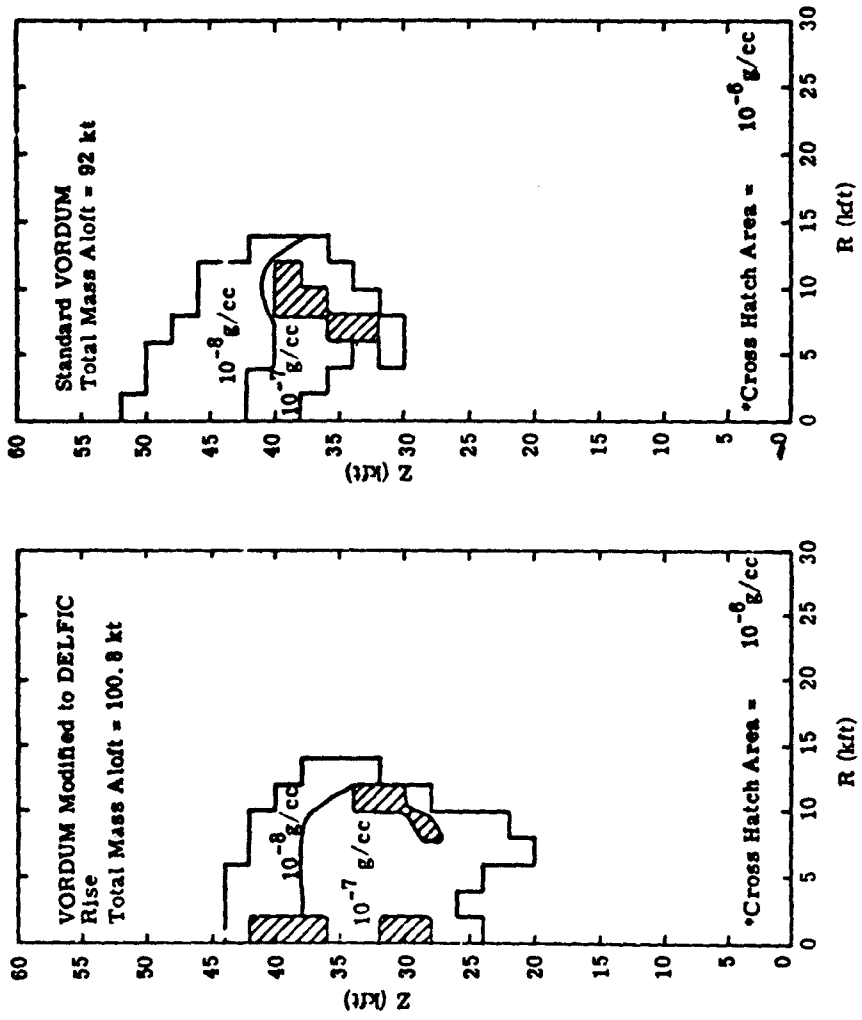 VORDUM Modified to DELFIC
Rise
Total Mass Aloft = 100.8 kt
10⁻⁸ g/cc
10⁻⁷ g/cc
*Cross Hatch Area = 10⁻⁶ g/cc
60
55
50
45
40
35
30
25
20
15
10
5
0
Z (kft)
0 5 10 15 20 25 30
R (kft)
Standard VORDUM
Total Mass Aloft = 92 kt
10⁻⁸ g/cc
10⁻⁷ g/cc
*Cross Hatch Area = 10⁻⁶ g/cc
60
55
50
45
40
35
30
25
20
15
10
5
0
Z (kft)
0 5 10 15 20 25 30
R (kft)